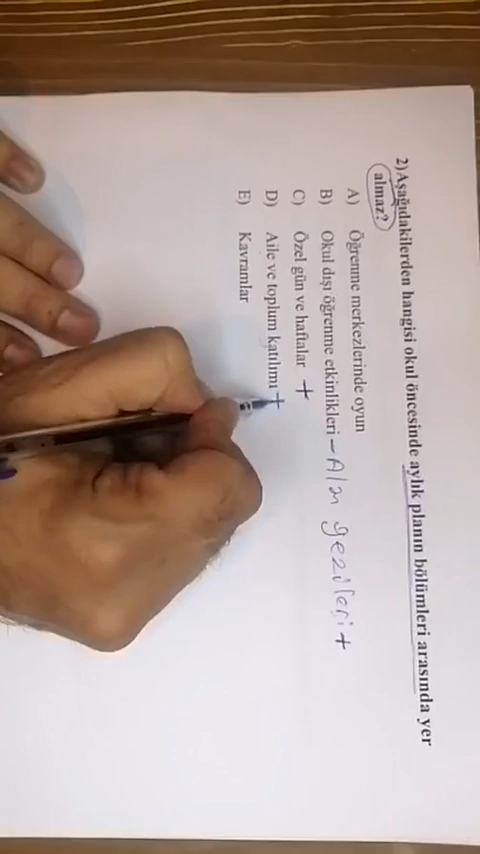 2) Aşağıdakilerden hangisi okul öncesinde aylık planın bölümleri arasında yer
almaz?
A) Öğrenme merkezlerinde oyun
B) Okul dışı öğrenme etkinlikleri - Alan gezileri +
C) Özel gün ve haftalar +
D) Aile ve toplum katılımı +
E) Kavramlar